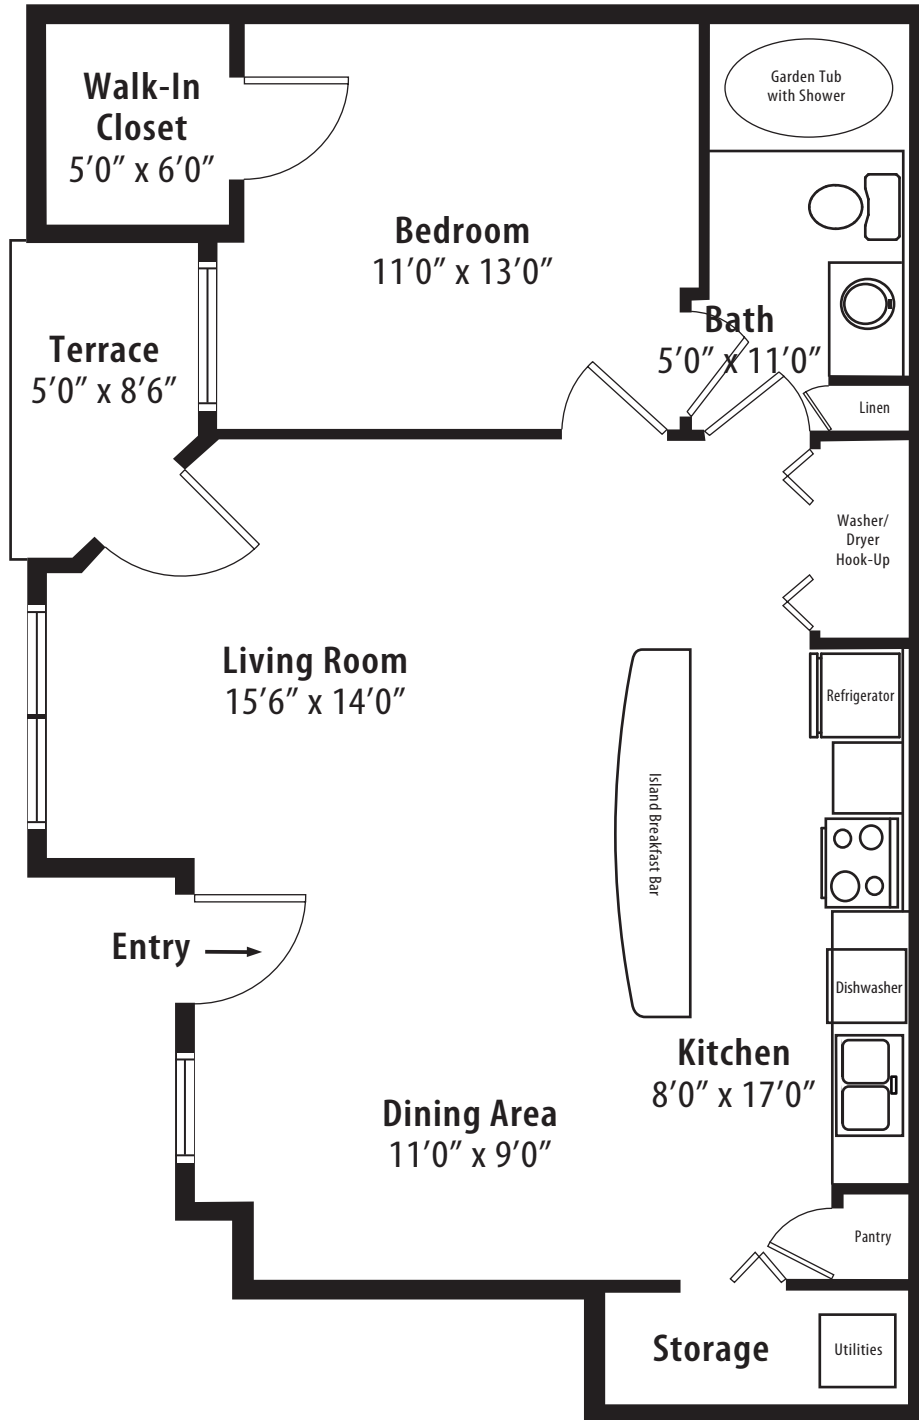 Walk-In
Closet
5’0” x 6’0”
Garden Tub
with Shower
Bedroom
11’0” x 13’0”
Bath
5’0” x 11’0”
Terrace
5’0” x 8’6”
Linen
Washer/
Dryer
Hook-Up
Living Room
15’6” x 14’0”
Refrigerator
Island Breakfast Bar
Entry
Dishwasher
Kitchen
8’0” x 17’0”
Dining Area
11’0” x 9’0”
Pantry
Storage
Utilities